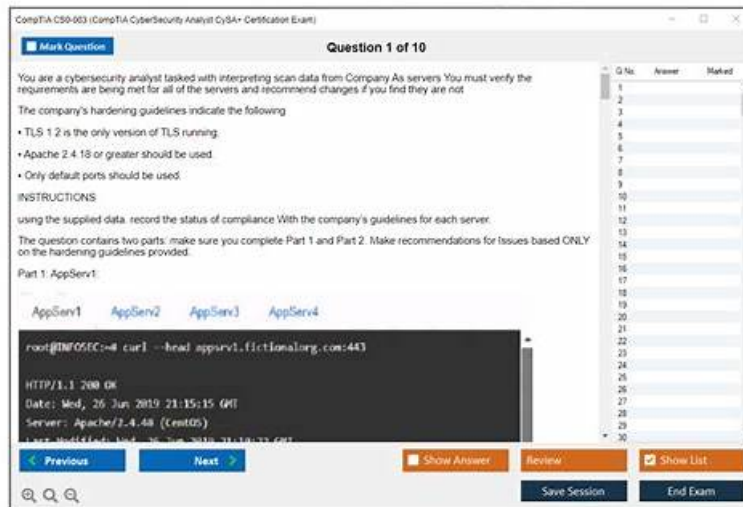 CompTIA CS0-003 (CompTIA CyberSecurity Analyst CySA+ Certification Exam)
Mark Question
Question 1 of 10
You are a cybersecurity analyst tasked with interpreting scan data from Company As servers You must verify the
requirements are being met for all of the servers and recommend changes if you find they are not
The company's hardening guidelines indicate the following
• TLS 1 2 is the only version of TLS running.
• Apache 2.4.18 or greater should be used.
• Only default ports should be used.
INSTRUCTIONS
using the supplied data. record the status of compliance With the company's guidelines for each server.
The question contains two parts: make sure you complete Part 1 and Part 2. Make recommendations for Issues based ONLY
on the hardening guidelines provided.
Part 1: AppServ1:
AppServ1 AppServ2 AppServ3 AppServ4
root@INFOSEC:~# curl --head appsrv1.fictionalorg.com:443
HTTP/1.1 200 OK
Date: Wed, 26 Jun 2019 21:15:15 GMT
Server: Apache/2.4.48 (CentOS)
Last-Modified: Wed, 26 Jun 2019 21:10:22 GMT
Q No. Answer Marked
1
2
3
4
5
6
7
8
9
10
11
12
13
14
15
16
17
18
19
20
21
22
23
24
25
26
27
28
29
30
Previous
Next
Show Answer
Review
Show List
Save Session
End Exam